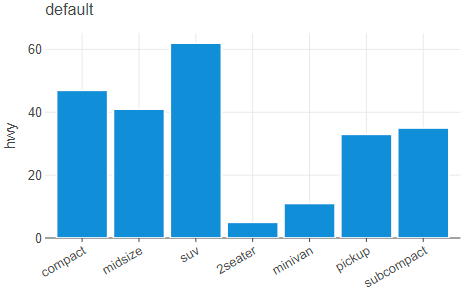 default
60
40
20
0
hwy
compact
midsize
suv
2seater
minivan
pickup
subcompact